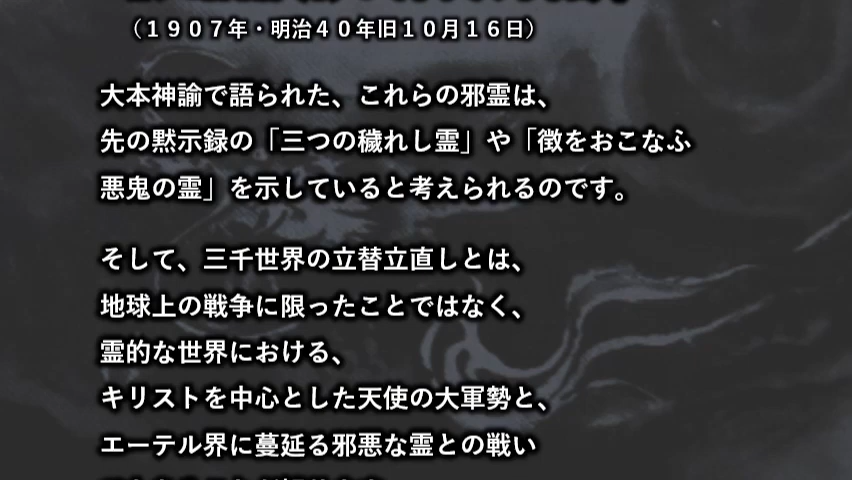 （１９０７年・明治４０年旧１０月１６日）
大本神諭で語られた、これらの邪霊は、
先の黙示録の「三つの穢れし霊」や「徴をおこなふ
悪鬼の霊」を示していると考えられるのです。
そして、三千世界の立替立直しとは、
地球上の戦争に限ったことではなく、
霊的な世界における、
キリストを中心とした天使の大軍勢と、
エーテル界に蔓延る邪悪な霊との戦い